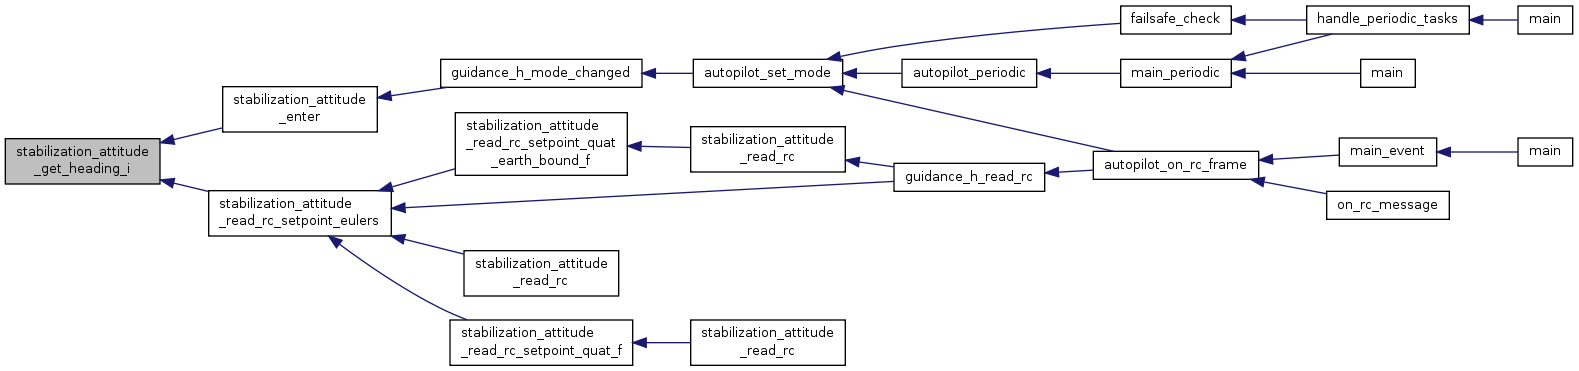 stabilization_attitude
_get_heading_i
stabilization_attitude
_enter
stabilization_attitude
_read_rc_setpoint_eulers
guidance_h_mode_changed
stabilization_attitude
_read_rc_setpoint_quat
_earth_bound_f
stabilization_attitude
_read_rc
stabilization_attitude
_read_rc_setpoint_quat_f
autopilot_set_mode
stabilization_attitude
_read_rc
stabilization_attitude
_read_rc
failsafe_check
autopilot_periodic
guidance_h_read_rc
main_periodic
autopilot_on_rc_frame
handle_periodic_tasks
main
main_event
on_rc_message
main
main